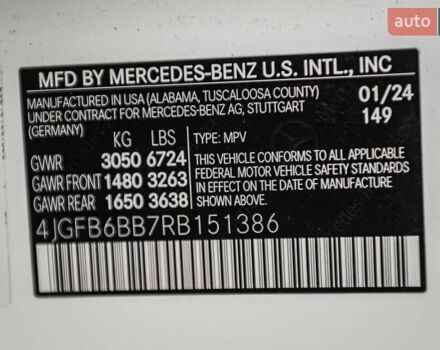 auto
MFD BY MERCEDES-BENZ U.S. INTL., INC
MANUFACTURED IN USA (ALABAMA, TUSCALOOSA COUNTY)
UNDER CONTRACT FOR MERCEDES-BENZ AG, STUTTGART
(GERMANY)
01/24
149
KG LBS
GVWR 3050 6724
GAWR FRONT 1480 3263
GAWR REAR 1650 3638
TYPE: MPV
THIS VEHICLE CONFORMS TO ALL APPLICABLE
FEDERAL MOTOR VEHICLE SAFETY STANDARDS
IN EFFECT ON THE DATE OF MANUFACTURE
SHOWN ABOVE.
4JGFB6BB7RB151386